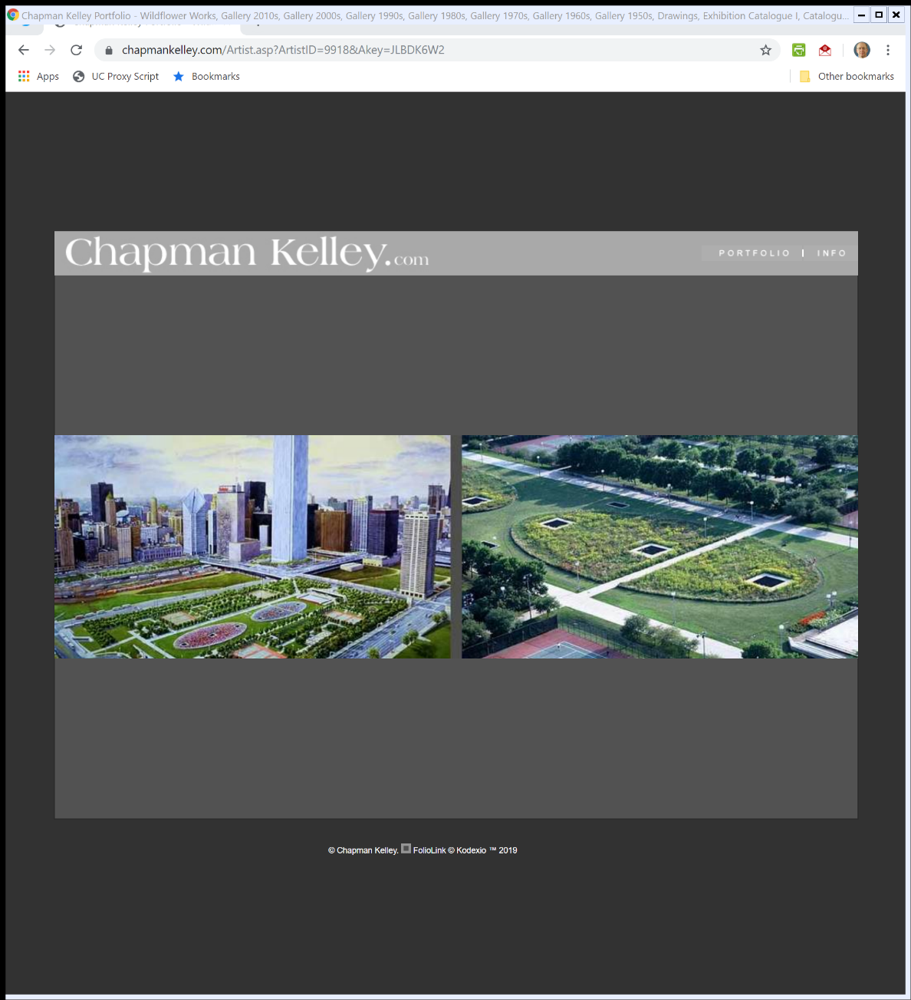 Chapman Kelley Portfolio - Wildflower Works, Gallery 2010s, Gallery 2000s, Gallery 1990s, Gallery 1980s, Gallery 1970s, Gallery 1960s, Gallery 1950s, Drawings, Exhibition Catalogue I, Catalogu...
chapmankelley.com/Artist.asp?ArtistID=9918&Akey=JLBDK6W2
Apps UC Proxy Script Bookmarks Other bookmarks
Chapman Kelley.com PORTFOLIO | INFO
© Chapman Kelley. FolioLink © Kodexio ™ 2019